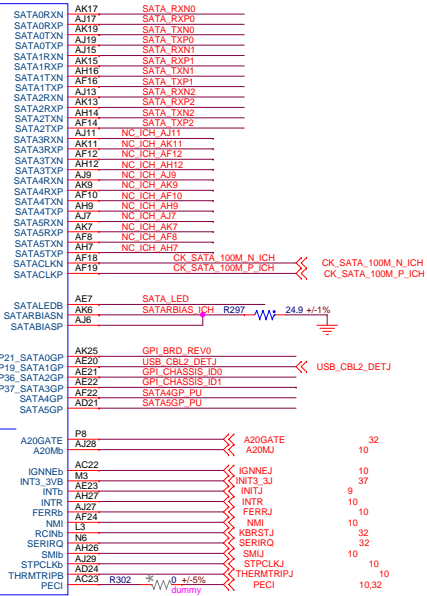 SATA0RXN AK17 SATA_RXN0
SATA0RXP AJ17 SATA_RXP0
SATA0TXN AK19 SATA_TXN0
SATA0TXP AJ19 SATA_TXP0
SATA1RXN AJ15 SATA_RXN1
SATA1RXP AK15 SATA_RXP1
SATA1TXN AH16 SATA_TXN1
SATA1TXP AF16 SATA_TXP1
SATA2RXN AJ13 SATA_RXN2
SATA2RXP AK13 SATA_RXP2
SATA2TXN AH14 SATA_TXN2
SATA2TXP AF14 SATA_TXP2
SATA3RXN AJ11 NC_ICH_AJ11
SATA3RXP AK11 NC_ICH_AK11
SATA3TXN AF12 NC_ICH_AF12
SATA3TXP AH12 NC_ICH_AH12
SATA4RXN AJ9 NC_ICH_AJ9
SATA4RXP AK9 NC_ICH_AK9
SATA4TXN AF10 NC_ICH_AF10
SATA4TXP AH9 NC_ICH_AH9
SATA5RXN AJ7 NC_ICH_AJ7
SATA5RXP AK7 NC_ICH_AK7
SATA5TXN AF8 NC_ICH_AF8
SATA5TXP AH7 NC_ICH_AH7
SATACLKN AF18 CK_SATA_100M_N_ICH CK_SATA_100M_N_ICH
SATACLKP AF19 CK_SATA_100M_P_ICH CK_SATA_100M_P_ICH
SATALEDB AE7 SATA_LED
SATARBIASN AK6 SATARBIAS_ICH R297 24.9 +/-1%
SATABIASP AJ6
P21_SATA0GP AK25 GPI_BRD_REV0
P19_SATA1GP AE20 USB_CBL2_DETJ USB_CBL2_DETJ
P36_SATA2GP AE21 GPI_CHASSIS_ID0
P37_SATA3GP AE22 GPI_CHASSIS_ID1
SATA4GP AF22 SATA4GP_PU
SATA5GP AD21 SATA5GP_PU
A20GATE P8 A20GATE 32
A20Mb AJ28 A20MJ 10
IGNNEb AC22 IGNNEJ 10
INT3_3VB M3 INIT3_3J 37
INTb AE23 INITJ 9
INTR AH27 INTR 10
FERRb AJ27 FERRJ 10
NMI AF24 NMI 10
RCINb L3 KBRSTJ 32
SERIRQ N6 SERIRQ 32
SMIb AH26 SMIJ 10
STPCLKb AJ29 STPCLKJ 10
THRMTRIPB AD24 THERMTRIPJ 10
PECI AC23 R302 * 0 +/-5% PECI 10,32
dummy